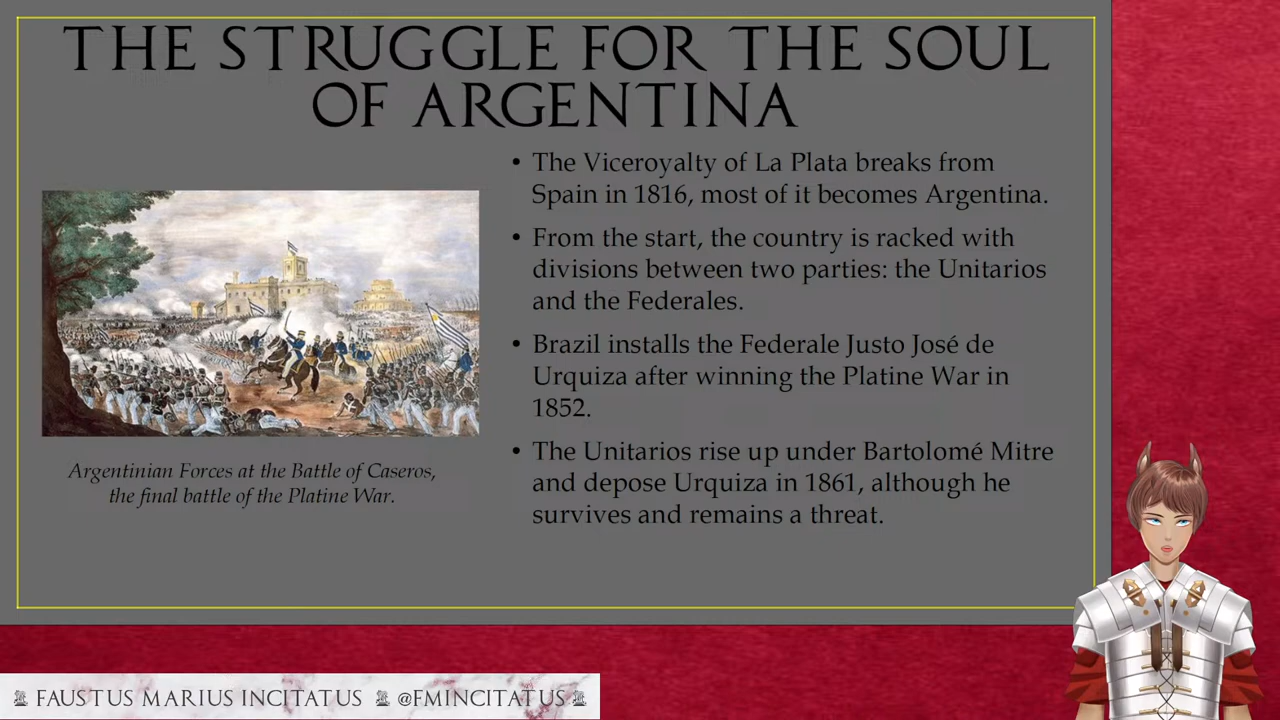 THE STRUGGLE FOR THE SOUL
OF ARGENTINA
• The Viceroyalty of La Plata breaks from
Spain in 1816, most of it becomes Argentina.
• From the start, the country is racked with
divisions between two parties: the Unitarios
and the Federales.
• Brazil installs the Federale Justo José de
Urquiza after winning the Platine War in
1852.
• The Unitarios rise up under Bartolomé Mitre
and depose Urquiza in 1861, although he
survives and remains a threat.
Argentinian Forces at the Battle of Caseros,
the final battle of the Platine War.
FAUSTUS MARIUS INCITATUS @FMINCITATUS